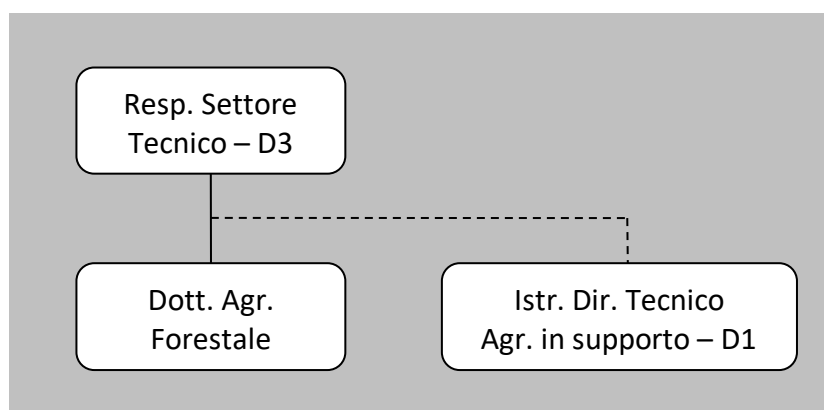 Resp. Settore
Tecnico – D3
Dott. Agr.
Forestale
Istr. Dir. Tecnico
Agr. in supporto – D1